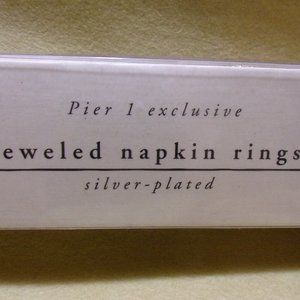 Pier 1 exclusive
eweled napkin rings
silver-plated